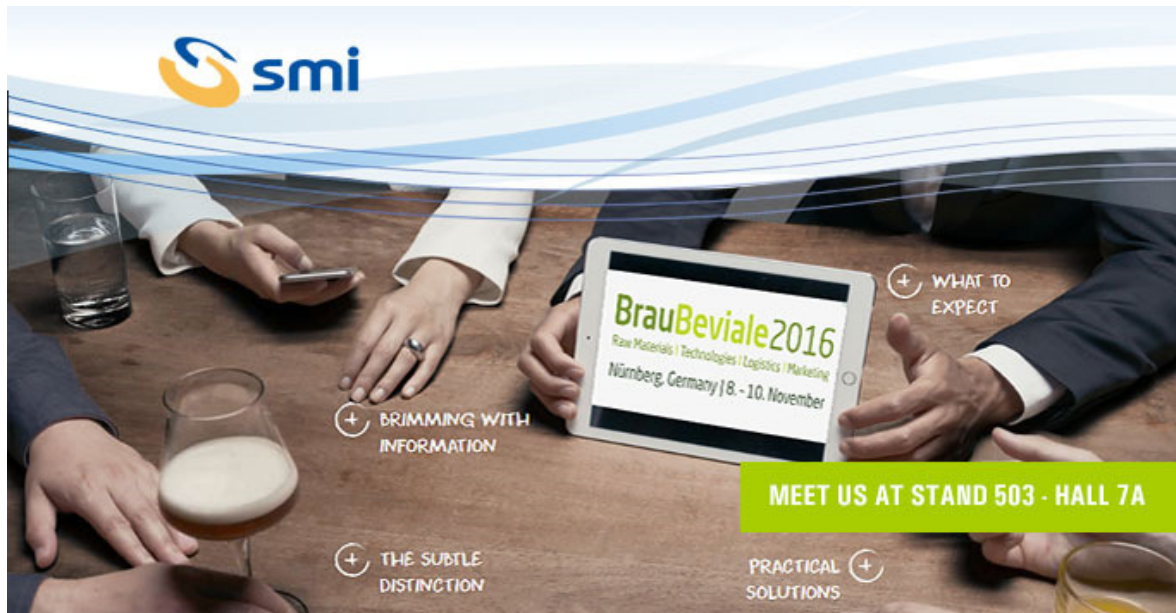 smi
BrauBeviale2016
Raw Materials | Technologies | Logistics | Marketing
Nürnberg, Germany | 8. - 10. November
WHAT TO
EXPECT
BRIMMING WITH
INFORMATION
MEET US AT STAND 503 - HALL 7A
THE SUBTLE
DISTINCTION
PRACTICAL
SOLUTIONS